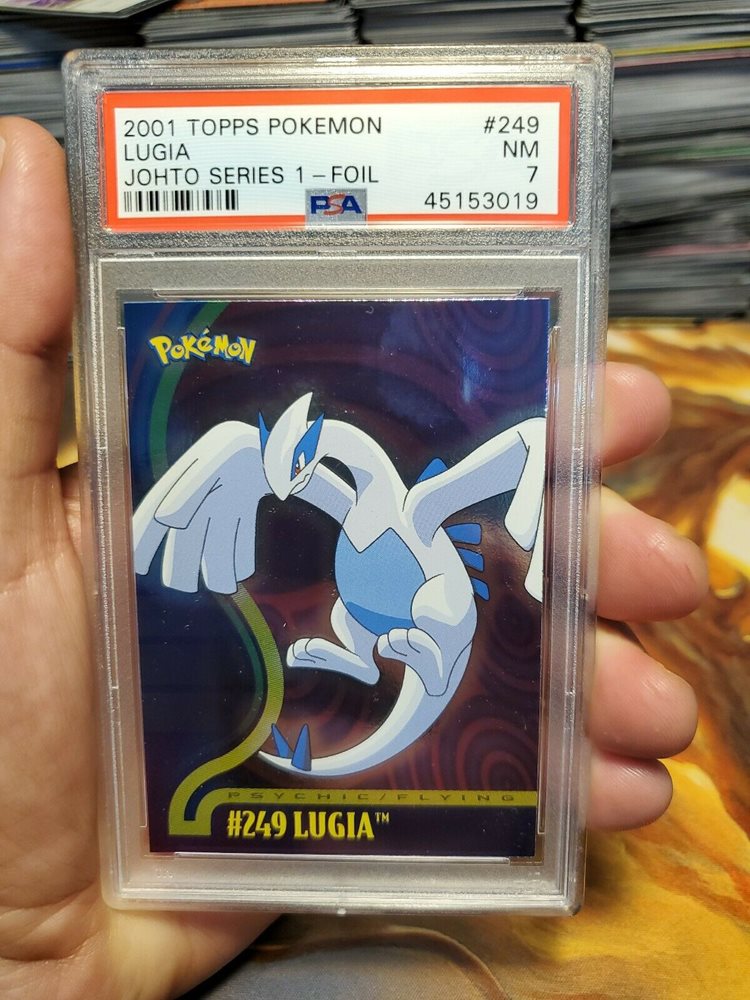 2001 TOPPS POKEMON #249
LUGIA NM
JOHTO SERIES 1 – FOIL 7
PSA 45153019
POKéMON
PSYCHIC/FLYING
#249 LUGIA™